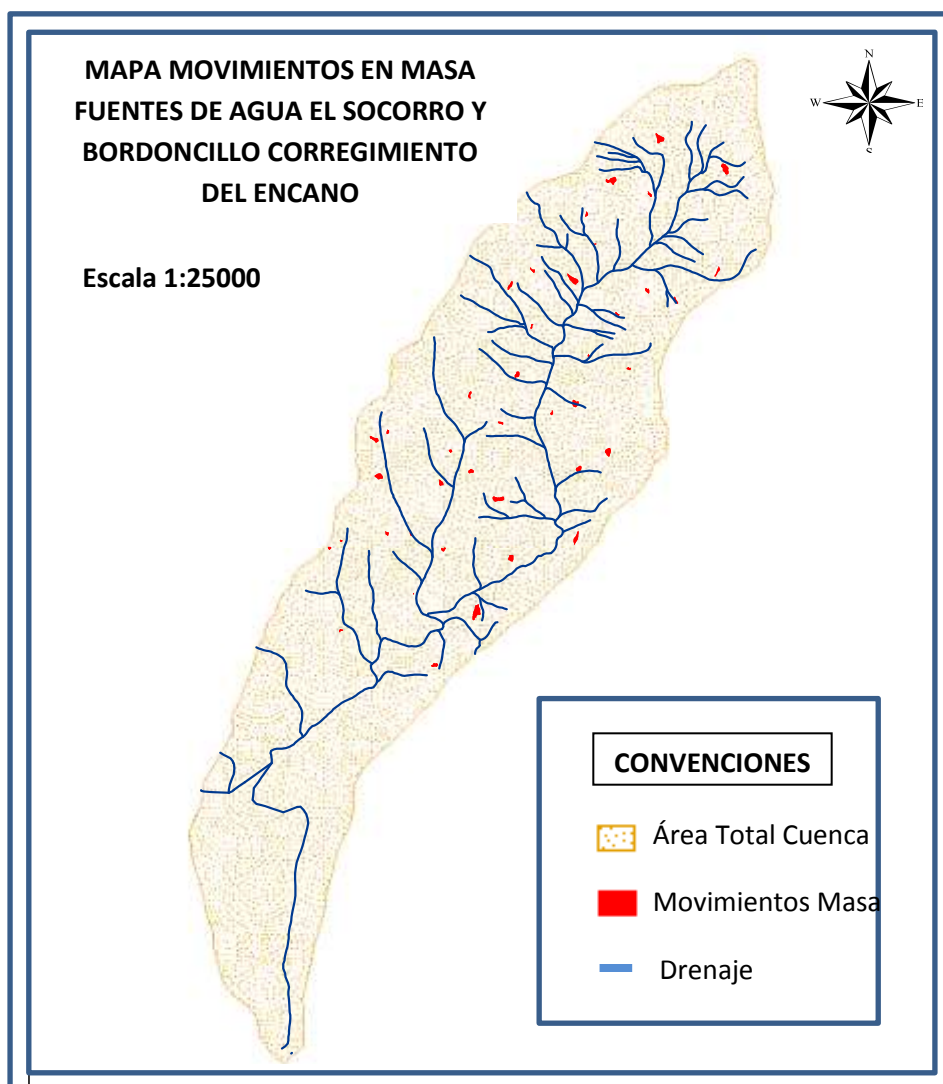 MAPA MOVIMIENTOS EN MASA
FUENTES DE AGUA EL SOCORRO Y
BORDONCILLO CORREGIMIENTO
DEL ENCANO
Escala 1:25000
N
W
E
S
CONVENCIONES
Área Total Cuenca
Movimientos Masa
Drenaje